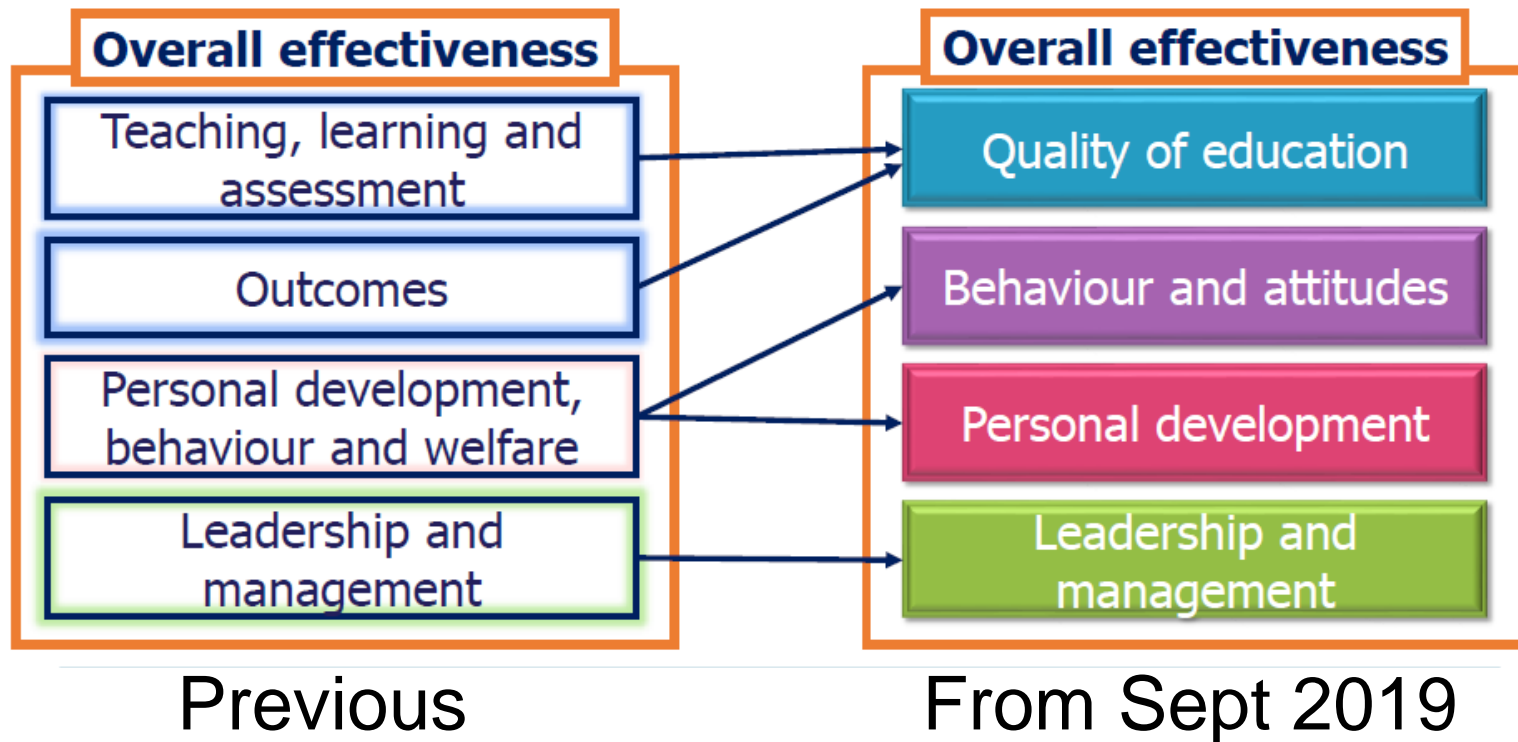 Overall effectiveness
Teaching, learning and
assessment
Outcomes
Personal development,
behaviour and welfare
Leadership and
management
Previous
Overall effectiveness
Quality of education
Behaviour and attitudes
Personal development
Leadership and
management
From Sept 2019